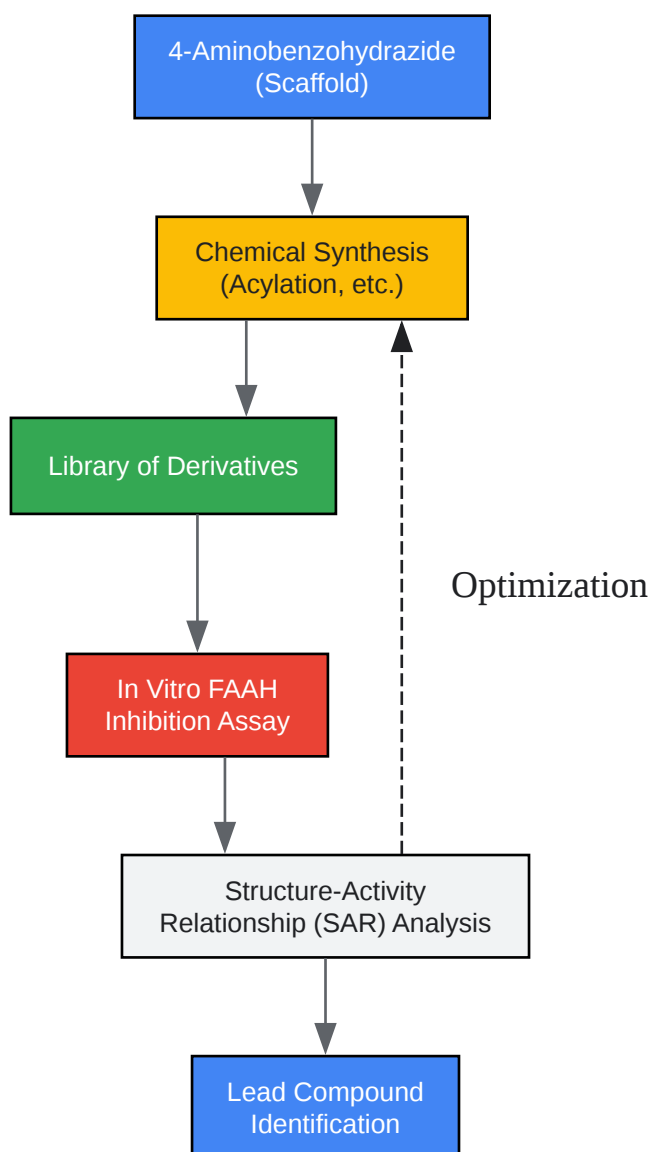 4-Aminobenzohydrazide
(Scaffold)
Chemical Synthesis
(Acylation, etc.)
Library of Derivatives
Optimization
In Vitro FAAH
Inhibition Assay
Structure-Activity
Relationship (SAR) Analysis
Lead Compound
Identification